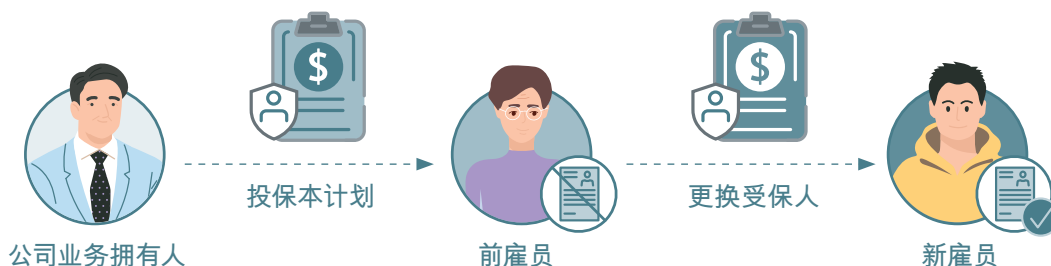 $
$
投保本计划
更换受保人
公司业务拥有人
前雇员
新雇员